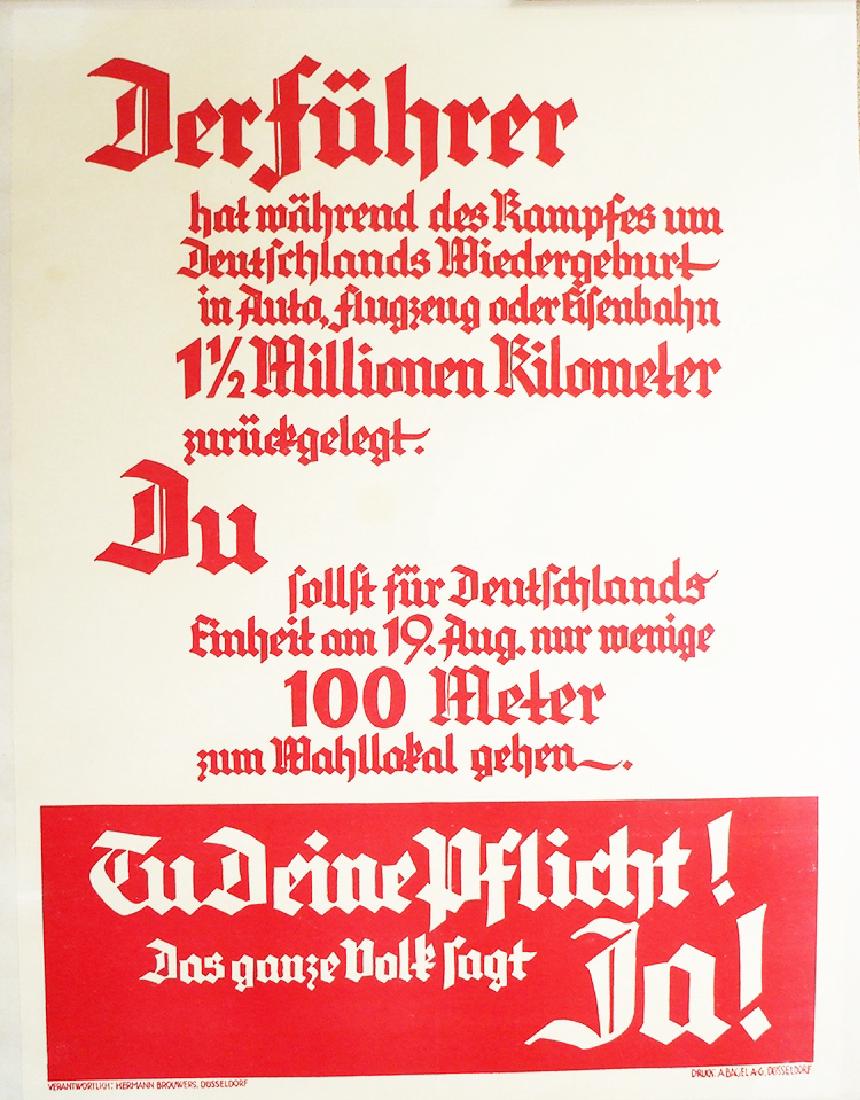 Der Führer
hat während des Kampfes um
Deutschlands Wiedergeburt
in Auto, Flugzeug oder Eisenbahn
1½ Millionen Kilometer
zurückgelegt.
Du
sollst für Deutschlands
Einheit am 19. Aug. nur wenige
100 Meter
zum Wahllokal gehen.
Tu Deine Pflicht!
Das ganze Volk sagt
Ja!
VERANTWORTLICH: HERMANN BROUWERS, DÜSSELDORF
DRUCK: A. BAGEL A-G, DÜSSELDORF